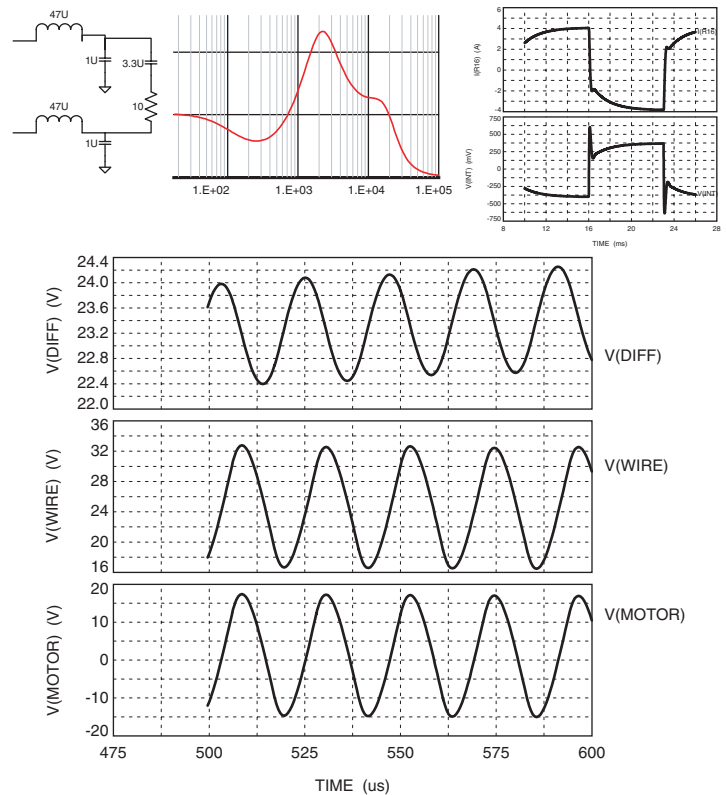 47U
1U
3.3U
47U
10
1U
1.E+02 1.E+03 1.E+04 1.E+05
I(R16) (A)
6
4
2
0
-2
-4
I(R16)
V(INT) (mV)
750
500
250
0
-250
-500
-750
V(INT)
8 12 16 20 24 28
TIME (ms)
V(DIFF) (V)
24.4
24.0
23.6
23.2
22.8
22.4
22.0
V(DIFF)
V(WIRE) (V)
36
32
28
24
18
16
V(WIRE)
V(MOTOR) (V)
20
10
0
-10
-20
V(MOTOR)
475 500 525 550 575 600
TIME (us)